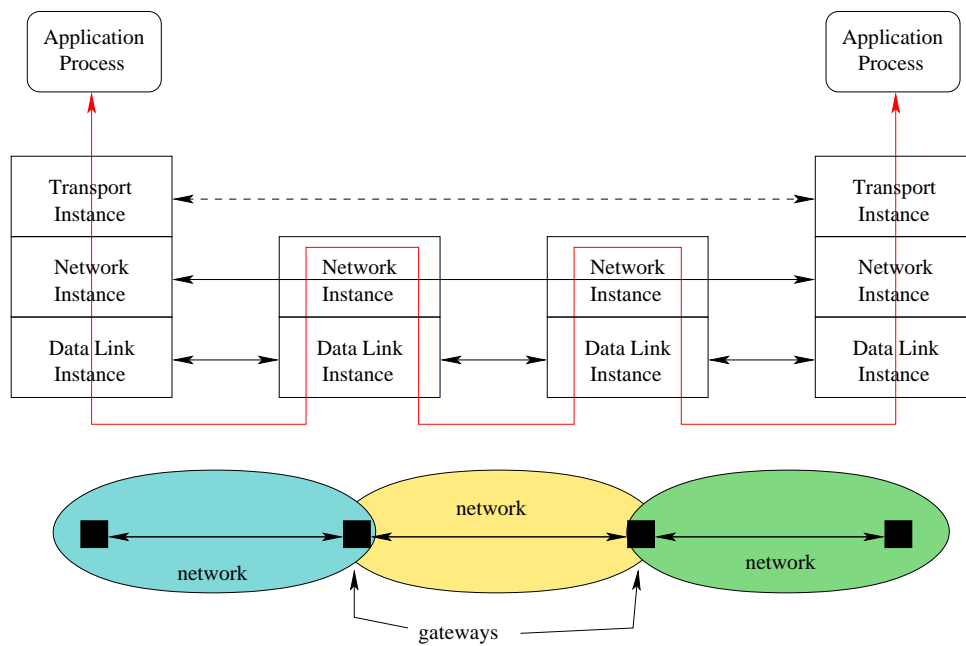 Application
Process
Application
Process
Transport
Instance
Transport
Instance
Network
Instance
Network
Instance
Network
Instance
Network
Instance
Data Link
Instance
Data Link
Instance
Data Link
Instance
Data Link
Instance
network
network
network
gateways